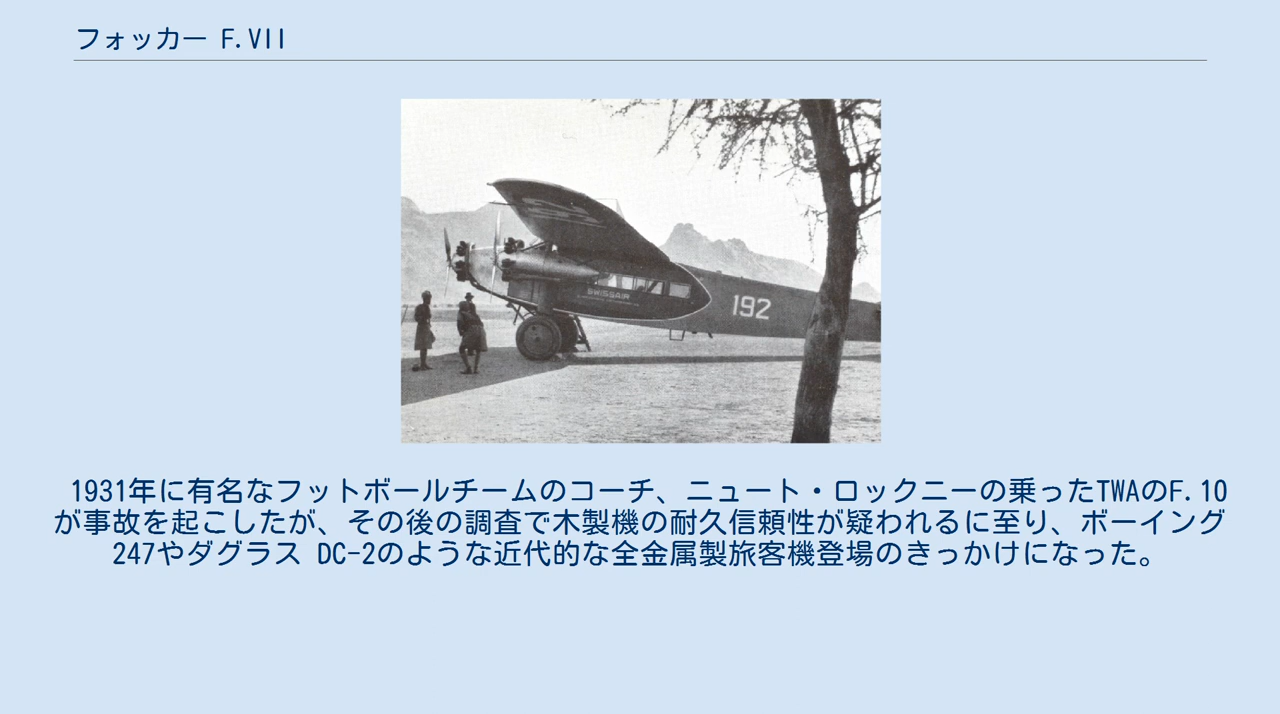 フォッカー F.VII
SWISSAIR
192
1931年に有名なフットボールチームのコーチ、ニュート・ロックニーの乗ったTWAのF.10
が事故を起こしたが、その後の調査で木製機の耐久信頼性が疑われるに至り、ボーイング
247やダグラス DC-2のような近代的な全金属製旅客機登場のきっかけになった。